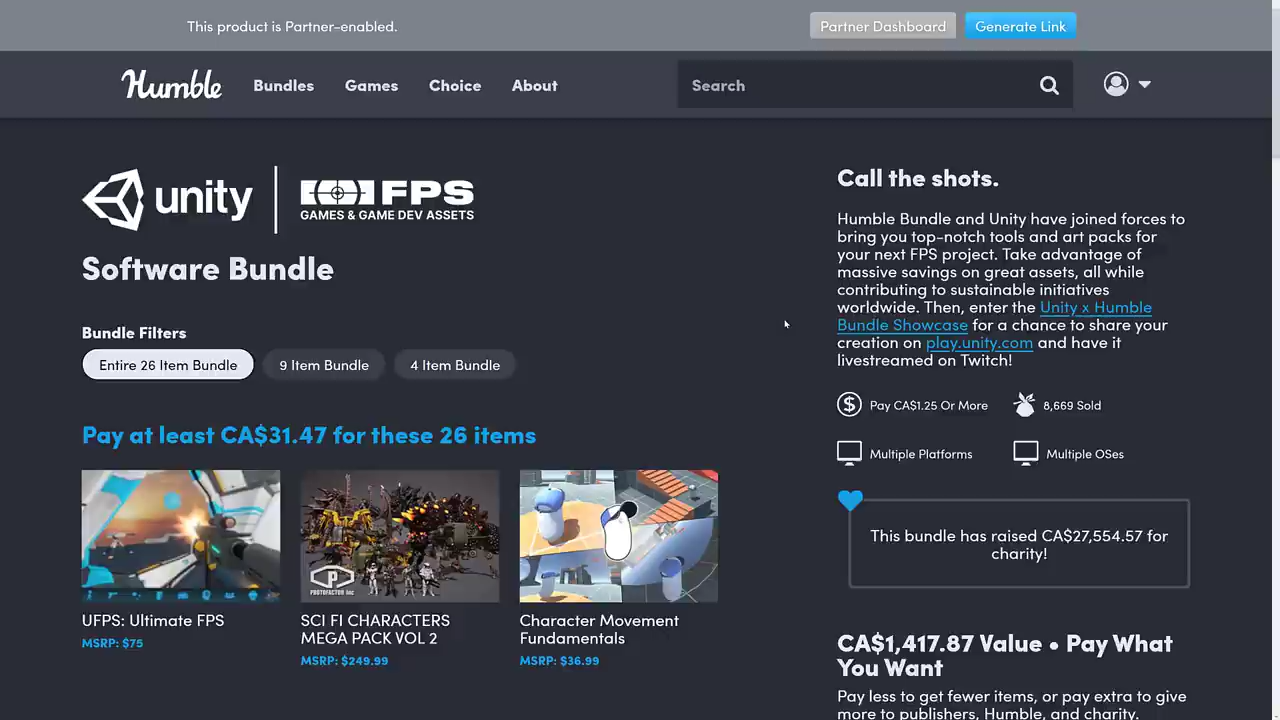 This product is Partner-enabled.
Partner Dashboard
Generate Link
Humble
Bundles
Games
Choice
About
Search
unity
FPS
GAMES & GAME DEV ASSETS
Software Bundle
Bundle Filters
Entire 26 Item Bundle
9 Item Bundle
4 Item Bundle
Pay at least CA$31.47 for these 26 items
PROTOFACTOR Inc
UFPS: Ultimate FPS
MSRP: $75
SCI FI CHARACTERS
MEGA PACK VOL 2
MSRP: $249.99
Character Movement
Fundamentals
MSRP: $36.99
Call the shots.
Humble Bundle and Unity have joined forces to
bring you top-notch tools and art packs for
your next FPS project. Take advantage of
massive savings on great assets, all while
contributing to sustainable initiatives
worldwide. Then, enter the Unity x Humble
Bundle Showcase for a chance to share your
creation on play.unity.com and have it
livestreamed on Twitch!
Pay CA$1.25 Or More
8,669 Sold
Multiple Platforms
Multiple OSes
This bundle has raised CA$27,554.57 for
charity!
CA$1,417.87 Value • Pay What
You Want
Pay less to get fewer items, or pay extra to give
more to publishers, Humble, and charity.